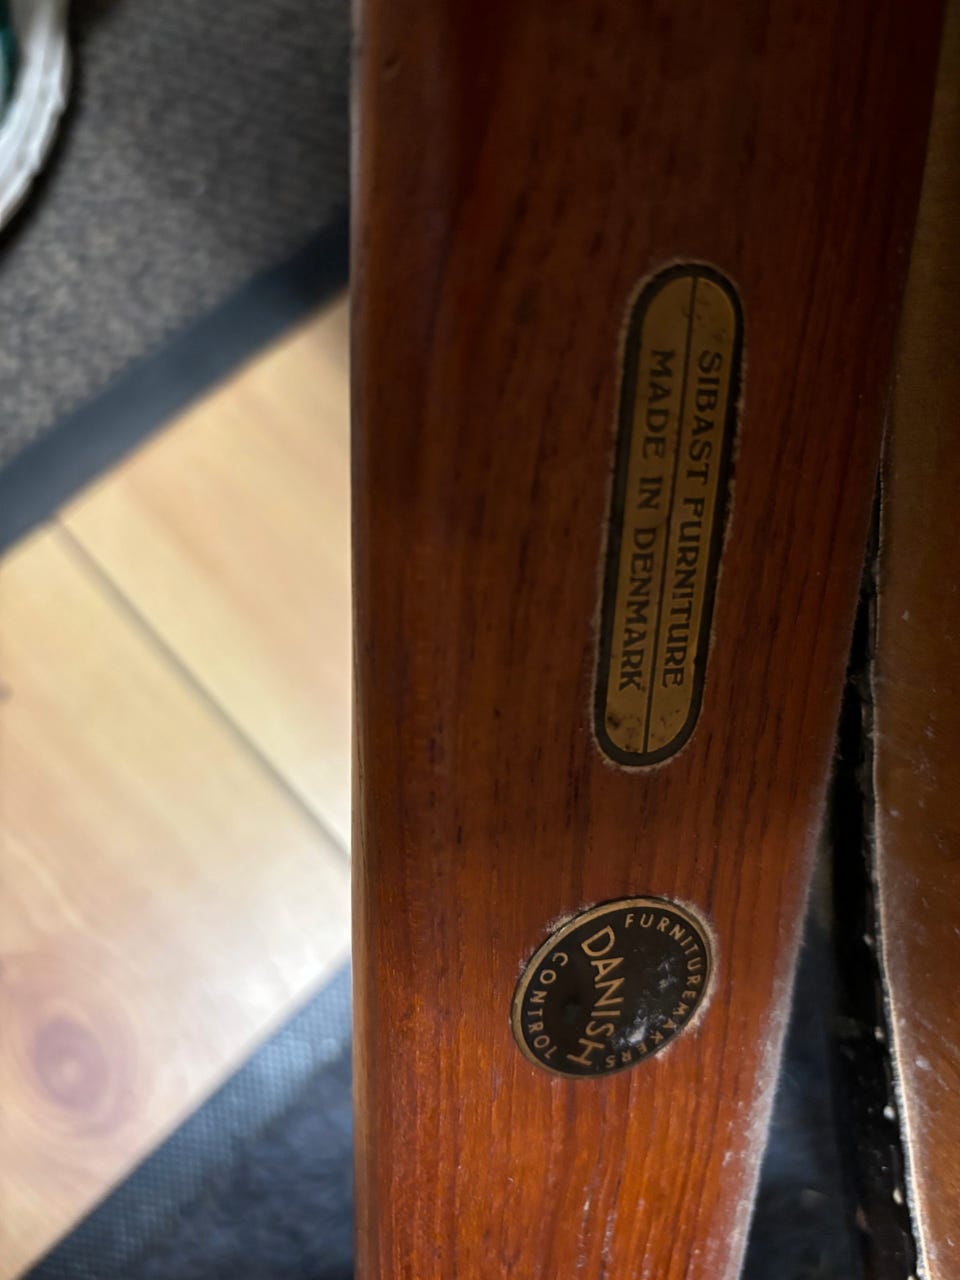 SIBAST FURNITURE
MADE IN DENMARK
FURNITUREMAKERS
DANISH
CONTROL